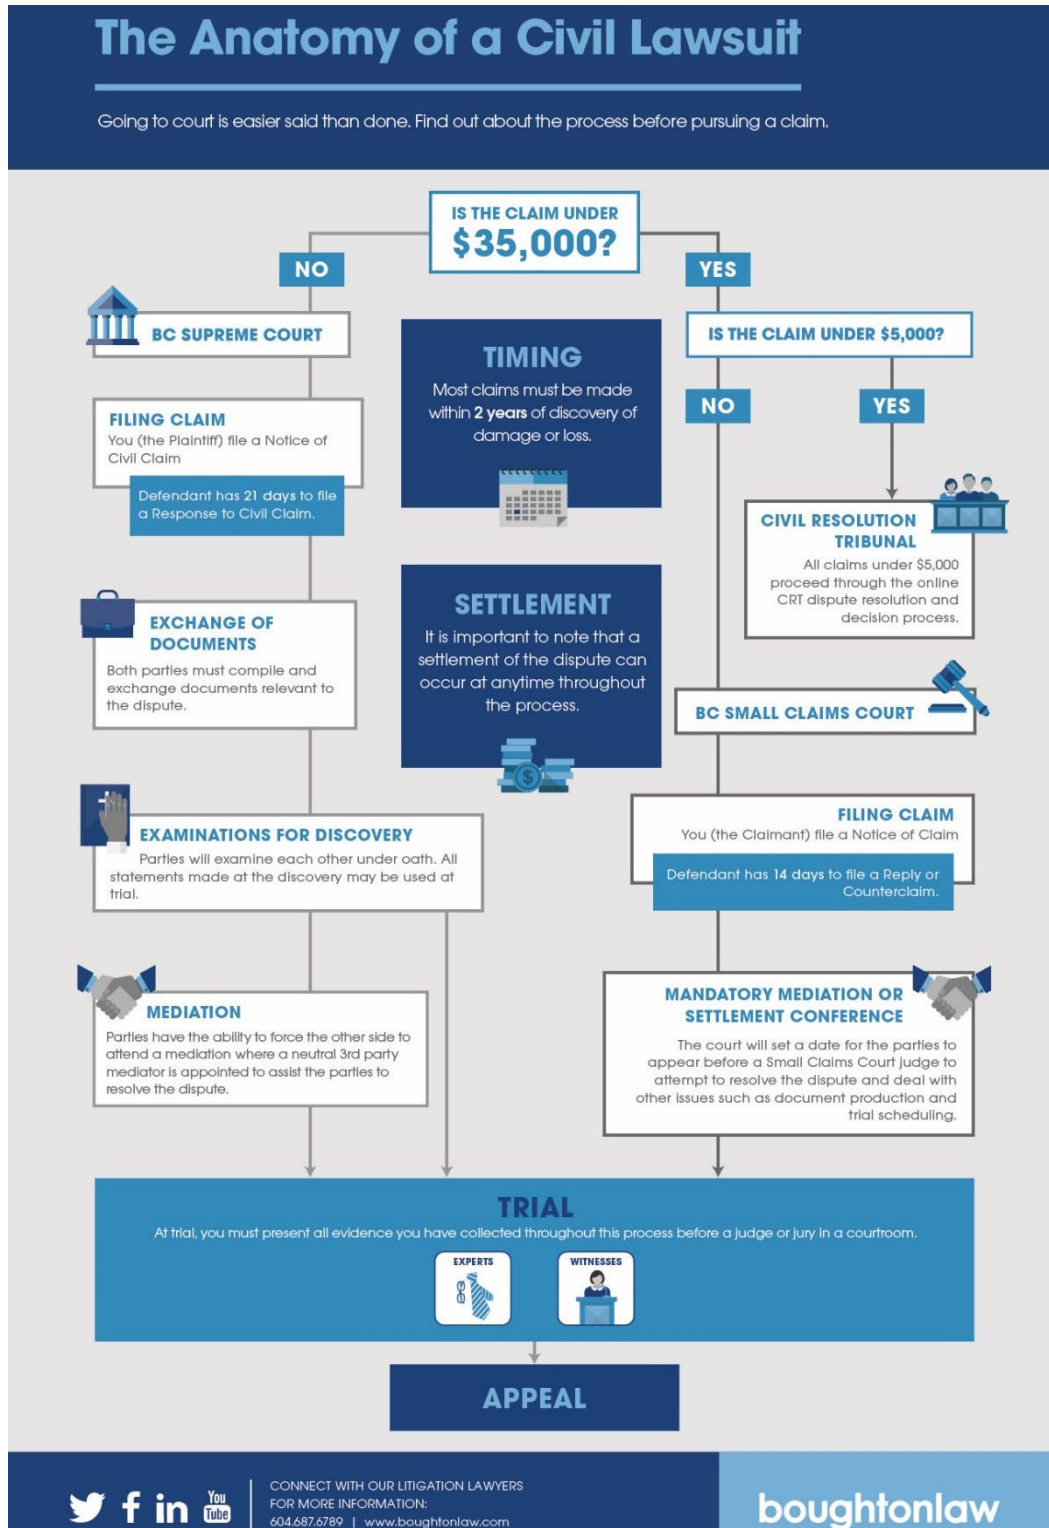 The Anatomy of a Civil Lawsuit
Going to court is easier said than done. Find out about the process before pursuing a claim.
IS THE CLAIM UNDER
$35,000?
NO
YES
BC SUPREME COURT
IS THE CLAIM UNDER $5,000?
TIMING
Most claims must be made
within 2 years of discovery of
damage or loss.
NO
YES
FILING CLAIM
You (the Plaintiff) file a Notice of
Civil Claim
Defendant has 21 days to file
a Response to Civil Claim.
CIVIL RESOLUTION
TRIBUNAL
All claims under $5,000
proceed through the online
CRT dispute resolution and
decision process.
EXCHANGE OF
DOCUMENTS
Both parties must compile and
exchange documents relevant to
the dispute.
SETTLEMENT
It is important to note that a
settlement of the dispute can
occur at anytime throughout
the process.
$
BC SMALL CLAIMS COURT
EXAMINATIONS FOR DISCOVERY
Parties will examine each other under oath. All
statements made at the discovery may be used at
trial.
FILING CLAIM
You (the Claimant) file a Notice of Claim
Defendant has 14 days to file a Reply or
Counterclaim.
MEDIATION
Parties have the ability to force the other side to
attend a mediation where a neutral 3rd party
mediator is appointed to assist the parties to
resolve the dispute.
MANDATORY MEDIATION OR
SETTLEMENT CONFERENCE
The court will set a date for the parties to
appear before a Small Claims Court judge to
attempt to resolve the dispute and deal with
other issues such as document production and
trial scheduling.
TRIAL
At trial, you must present all evidence you have collected throughout this process before a judge or jury in a courtroom.
EXPERTS
WITNESSES
APPEAL
f in You Tube
CONNECT WITH OUR LITIGATION LAWYERS
FOR MORE INFORMATION:
604.687.6789 | www.boughtonlaw.com
boughtonlaw